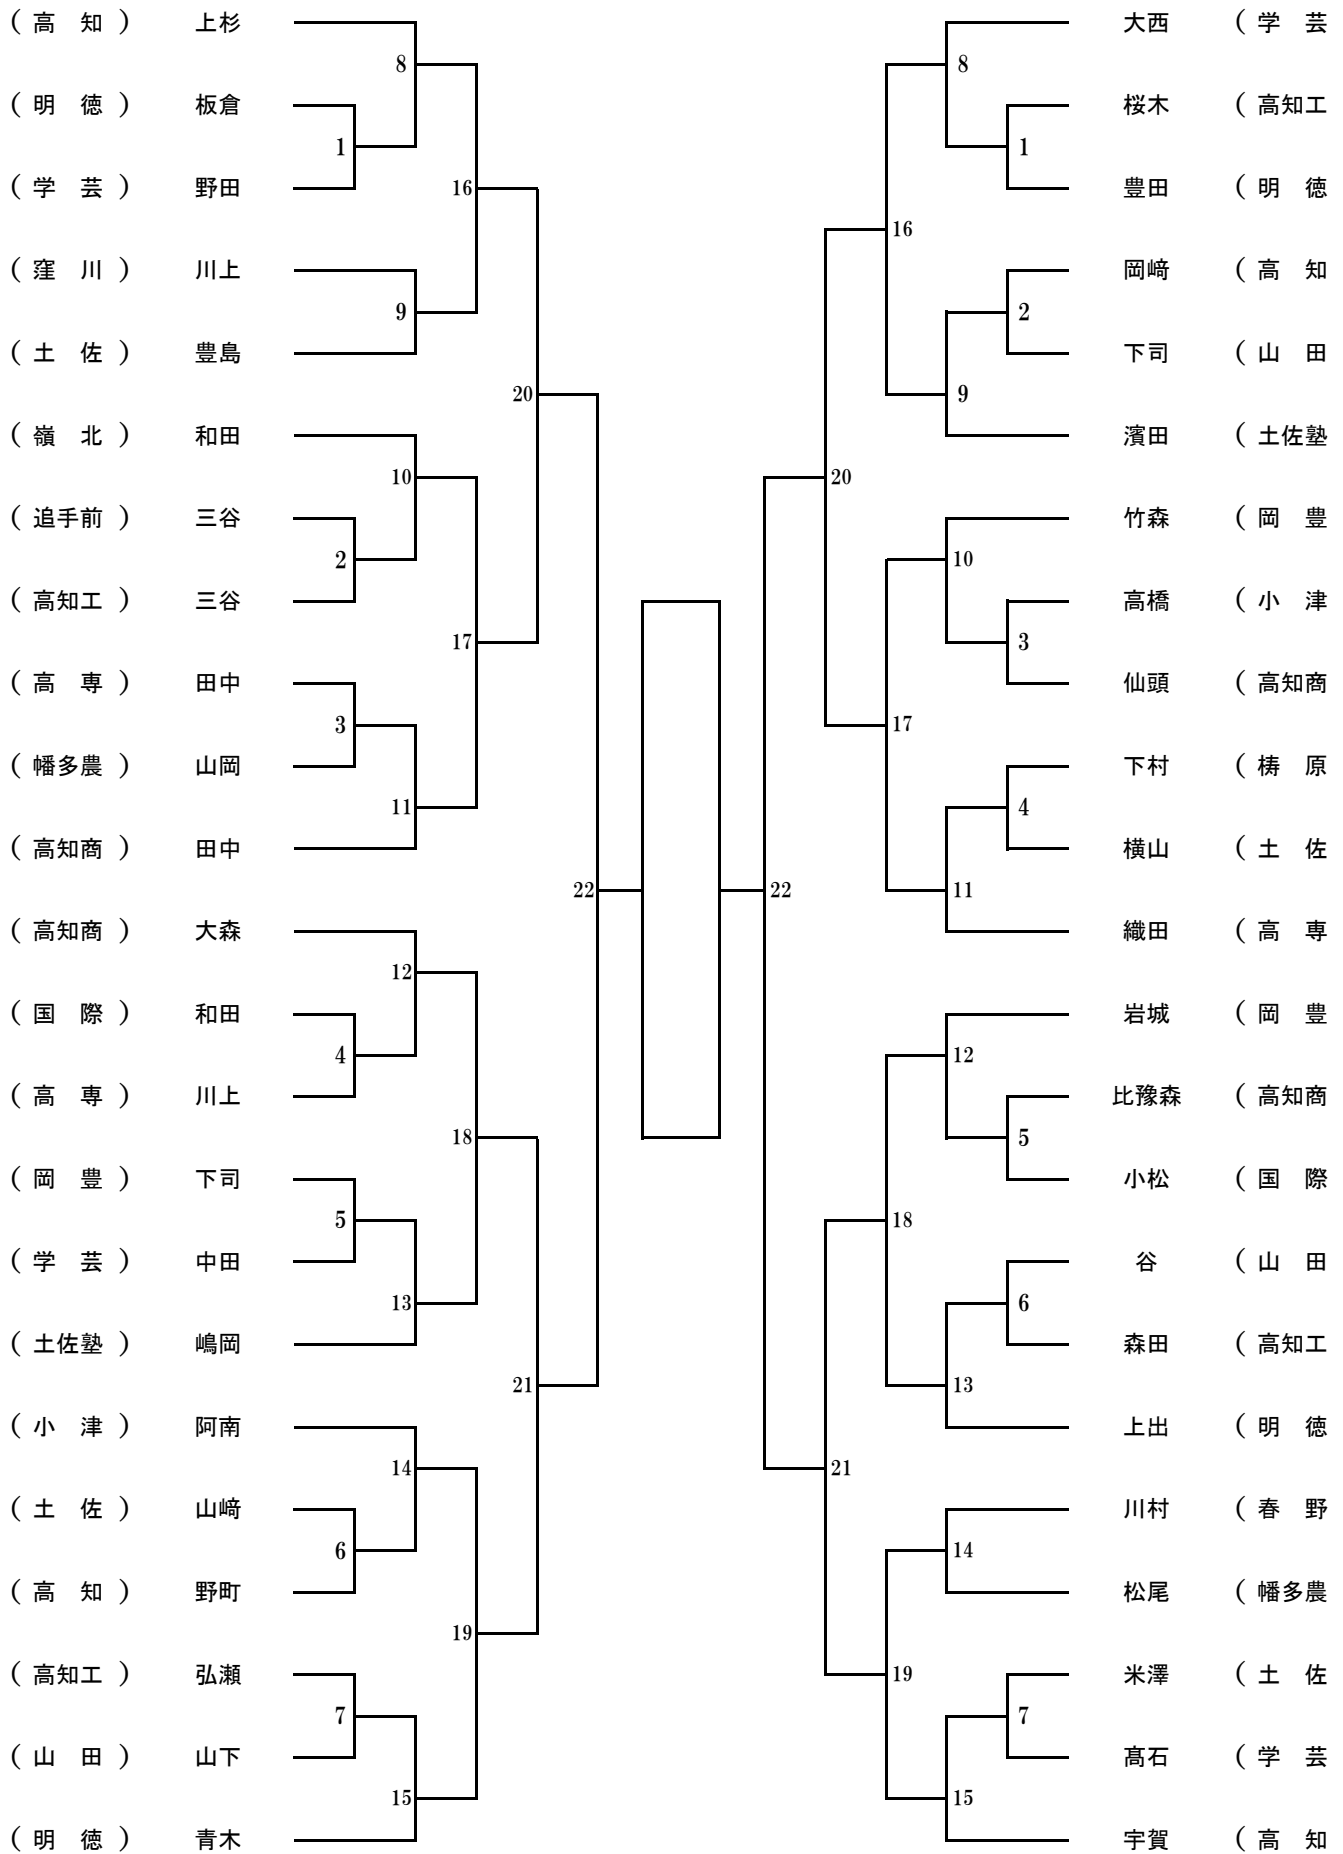 ( 高 知 ) 上杉 大西 ( 学 芸
8 8
( 明 徳 ) 板倉 桜木 ( 高知工
1 1
( 学 芸 ) 野田 16 豊田 ( 明 徳
16
( 窪 川 ) 川上 岡﨑 ( 高 知
9 2
( 土 佐 ) 豊島 下司 ( 山 田
20 9
( 嶺 北 ) 和田 濱田 ( 土佐塾
10 20
( 追手前 ) 三谷 竹森 ( 岡 豊
2 10
( 高知工 ) 三谷 高橋 ( 小 津
17 3
( 高 専 ) 田中 仙頭 ( 高知商
3 17
( 幡多農 ) 山岡 下村 ( 梼 原
11 4
( 高知商 ) 田中 横山 ( 土 佐
22 22 11
( 高知商 ) 大森 織田 ( 高 専
12
( 国 際 ) 和田 岩城 ( 岡 豊
4 12
( 高 専 ) 川上 比豫森 ( 高知商
18 5
( 岡 豊 ) 下司 小松 ( 国 際
5 18
( 学 芸 ) 中田 谷 ( 山 田
13 6
( 土佐塾 ) 嶋岡 森田 ( 高知工
21 13
( 小 津 ) 阿南 上出 ( 明 徳
14 21
( 土 佐 ) 山﨑 川村 ( 春 野
6 14
( 高 知 ) 野町 松尾 ( 幡多農
19
( 高知工 ) 弘瀬 19 米澤 ( 土 佐
7 7
( 山 田 ) 山下 髙石 ( 学 芸
15 15
( 明 徳 ) 青木 宇賀 ( 高 知